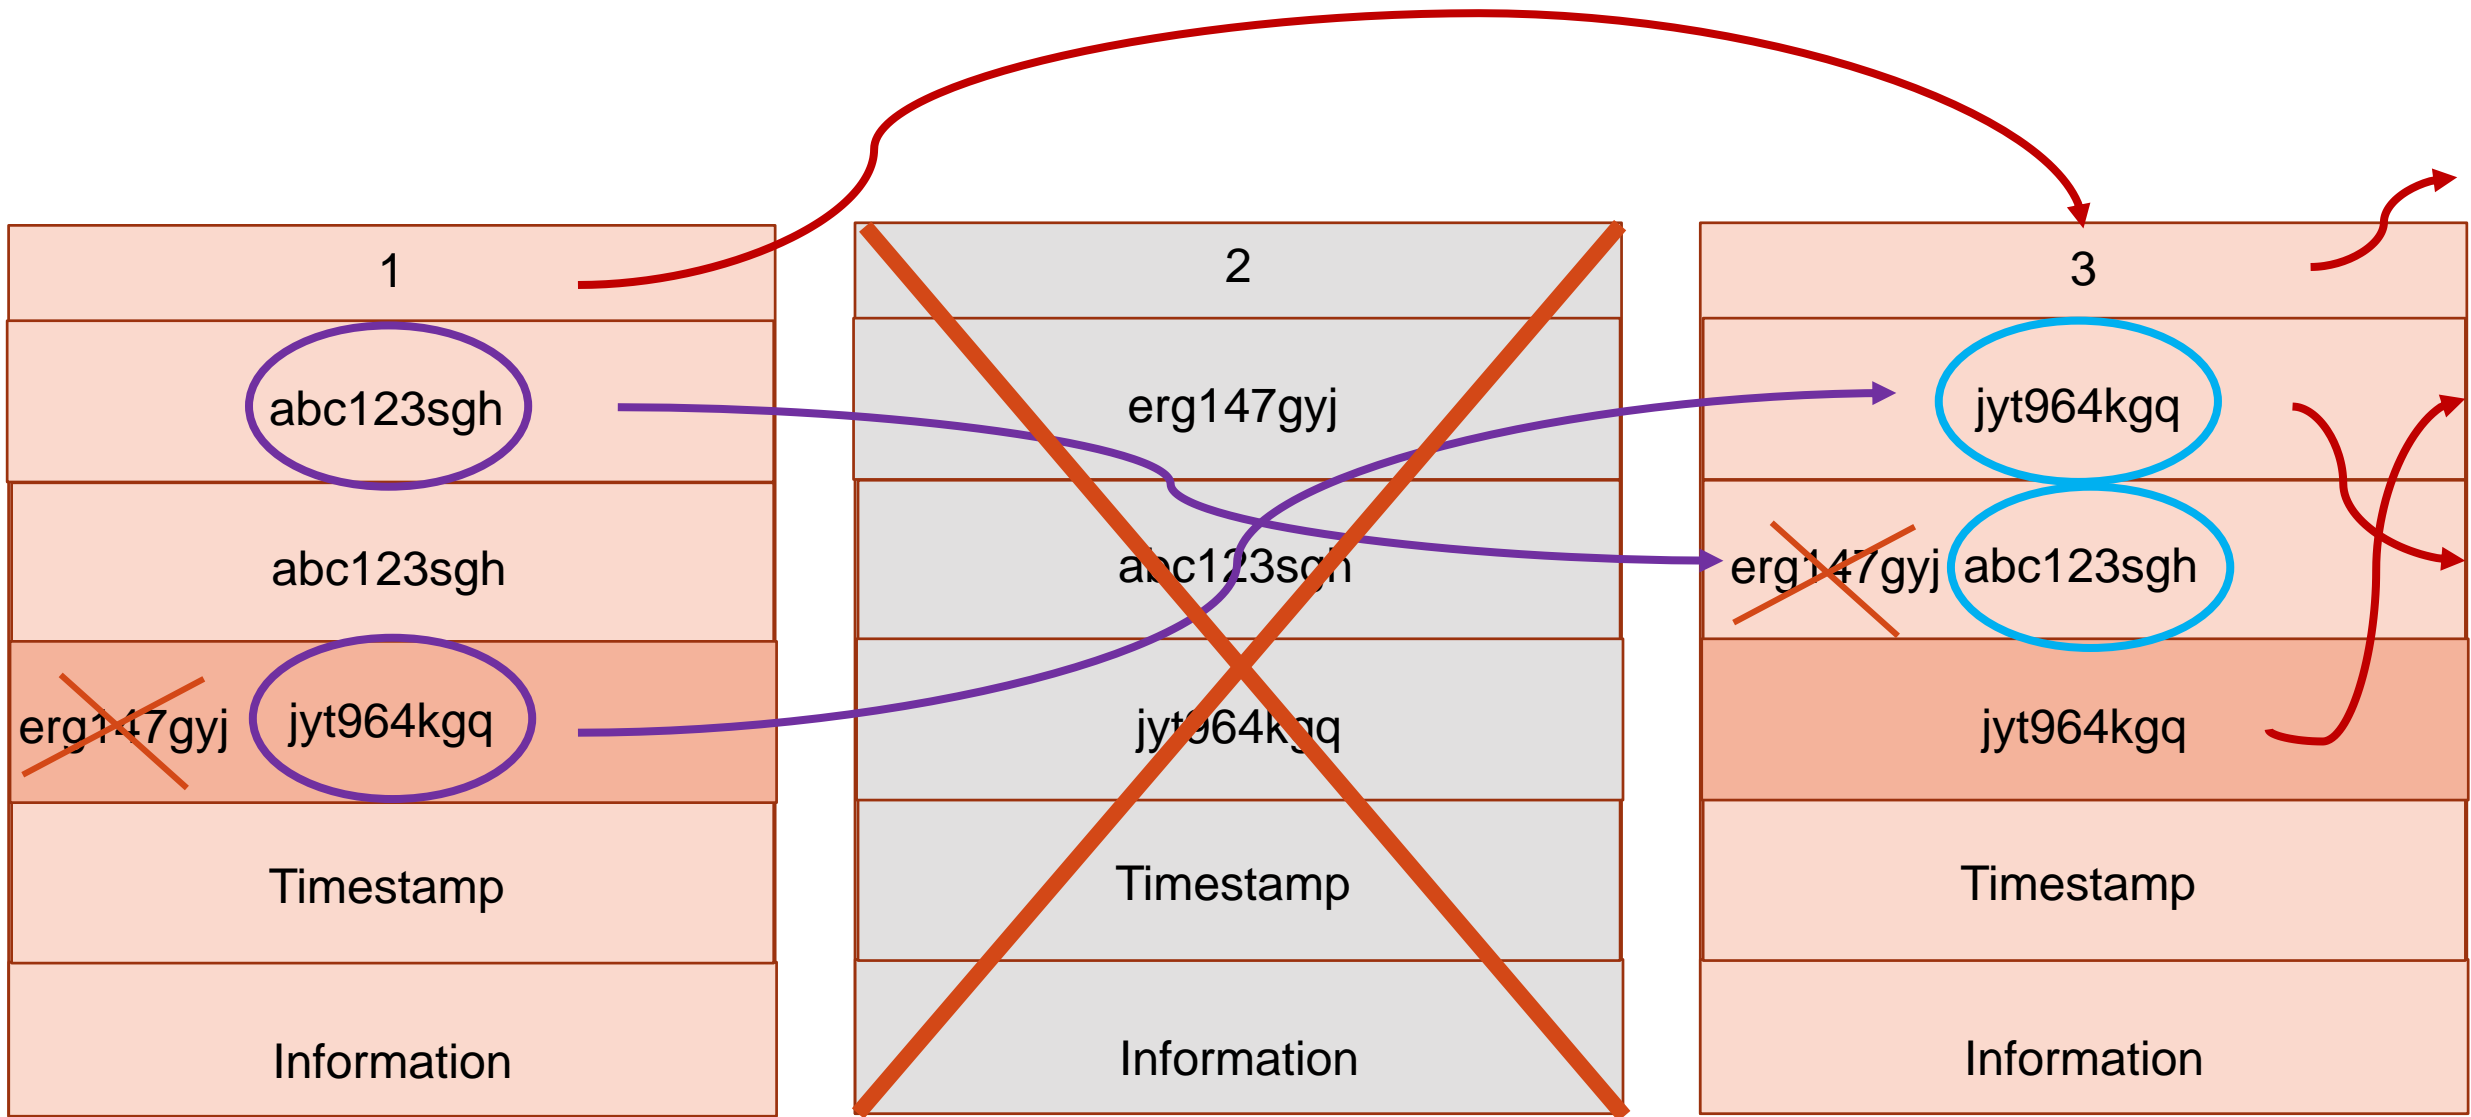 1
abc123sgh
abc123sgh
erg147gyj jyt964kgq
Timestamp
Information
2
erg147gyj
abc123sgh
jyt964kgq
Timestamp
Information
3
jyt964kgq
erg147gyj abc123sgh
jyt964kgq
Timestamp
Information